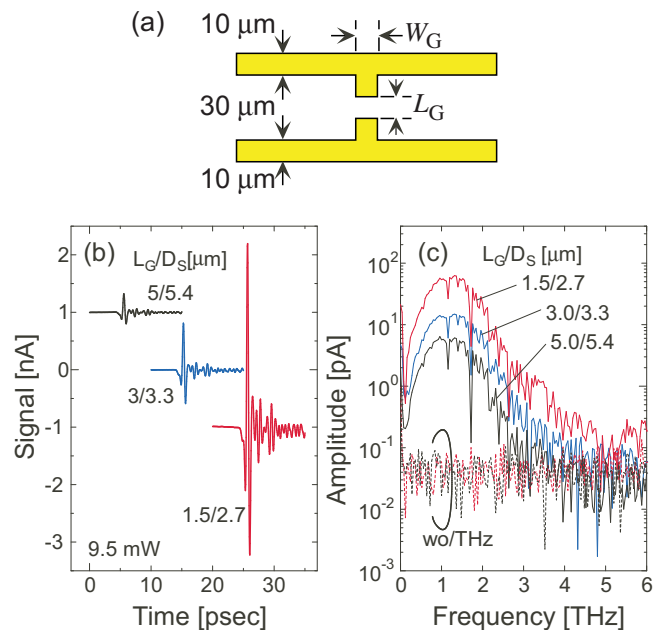 (a)
10 μm
W_G
30 μm
L_G
10 μm
(b)
L_G/D_S[μm]
5/5.4
3/3.3
1.5/2.7
9.5 mW
2
1
0
-1
-2
-3
Signal [nA]
0
10
20
30
Time [psec]
(c)
L_G/D_S [μm]
1.5/2.7
3.0/3.3
5.0/5.4
wo/THz
10^2
10^1
10^0
10^-1
10^-2
10^-3
Amplitude [pA]
0
1
2
3
4
5
6
Frequency [THz]